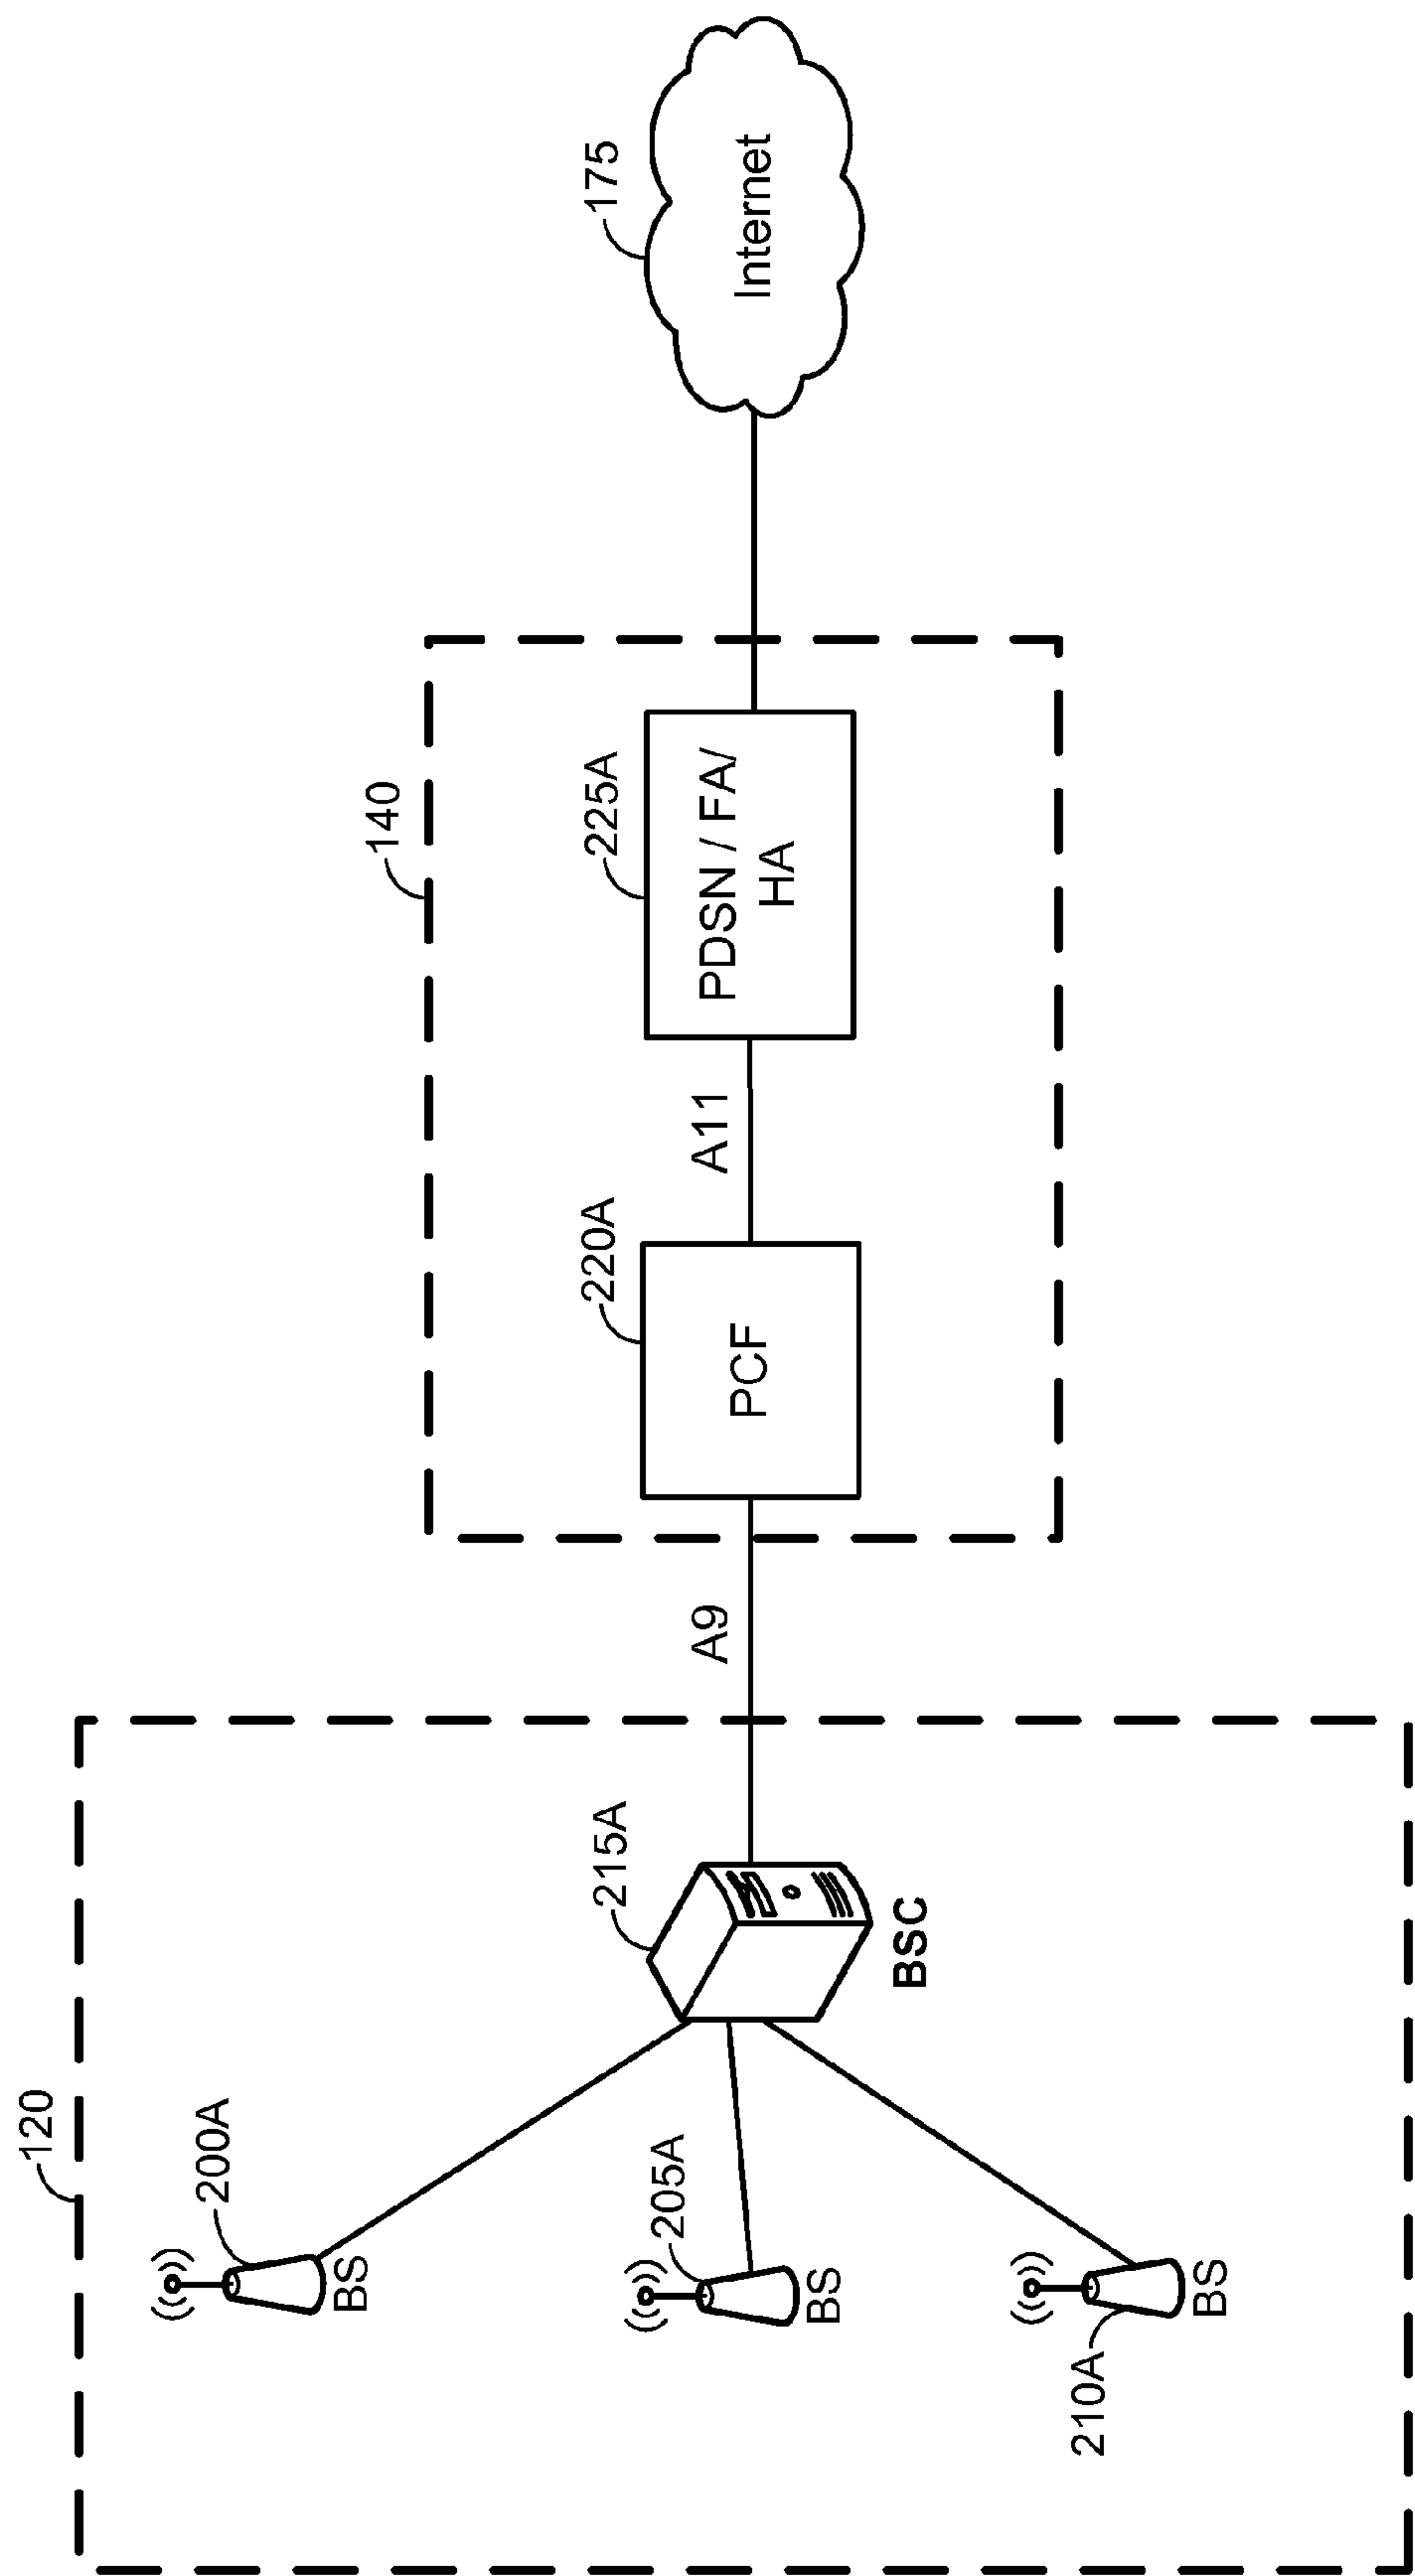 120
200A
BS
205A
BS
210A
BS
215A
BSC
A9
140
220A
PCF
A11
225A
PDSN / FA/
HA
175
Internet